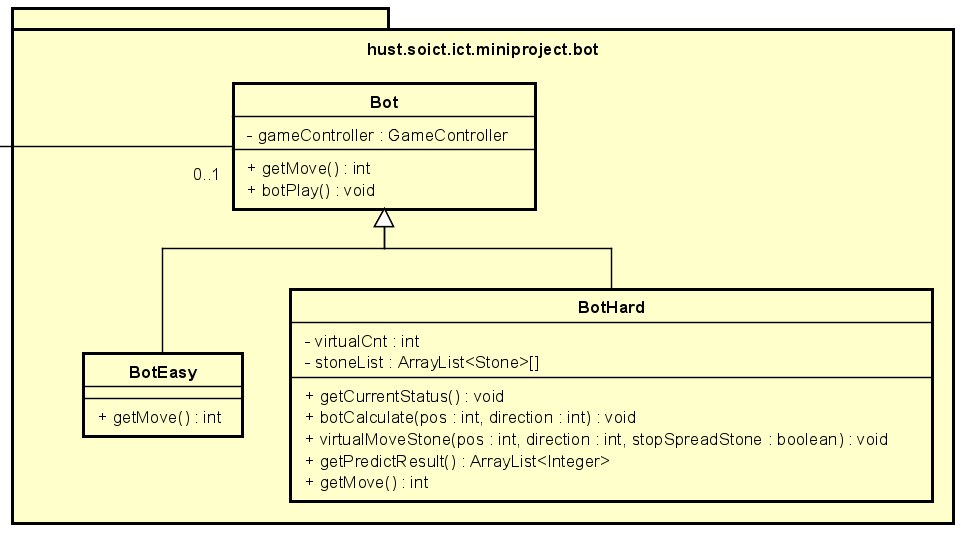 hust.soict.ict.miniproject.bot
Bot
- gameController : GameController
0..1
+ getMove() : int
+ botPlay() : void
BotEasy
+ getMove() : int
BotHard
- virtualCnt : int
- stoneList : ArrayList<Stone>[]
+ getCurrentStatus() : void
+ botCalculate(pos : int, direction : int) : void
+ virtualMoveStone(pos : int, direction : int, stopSpreadStone : boolean) : void
+ getPredictResult() : ArrayList<Integer>
+ getMove() : int